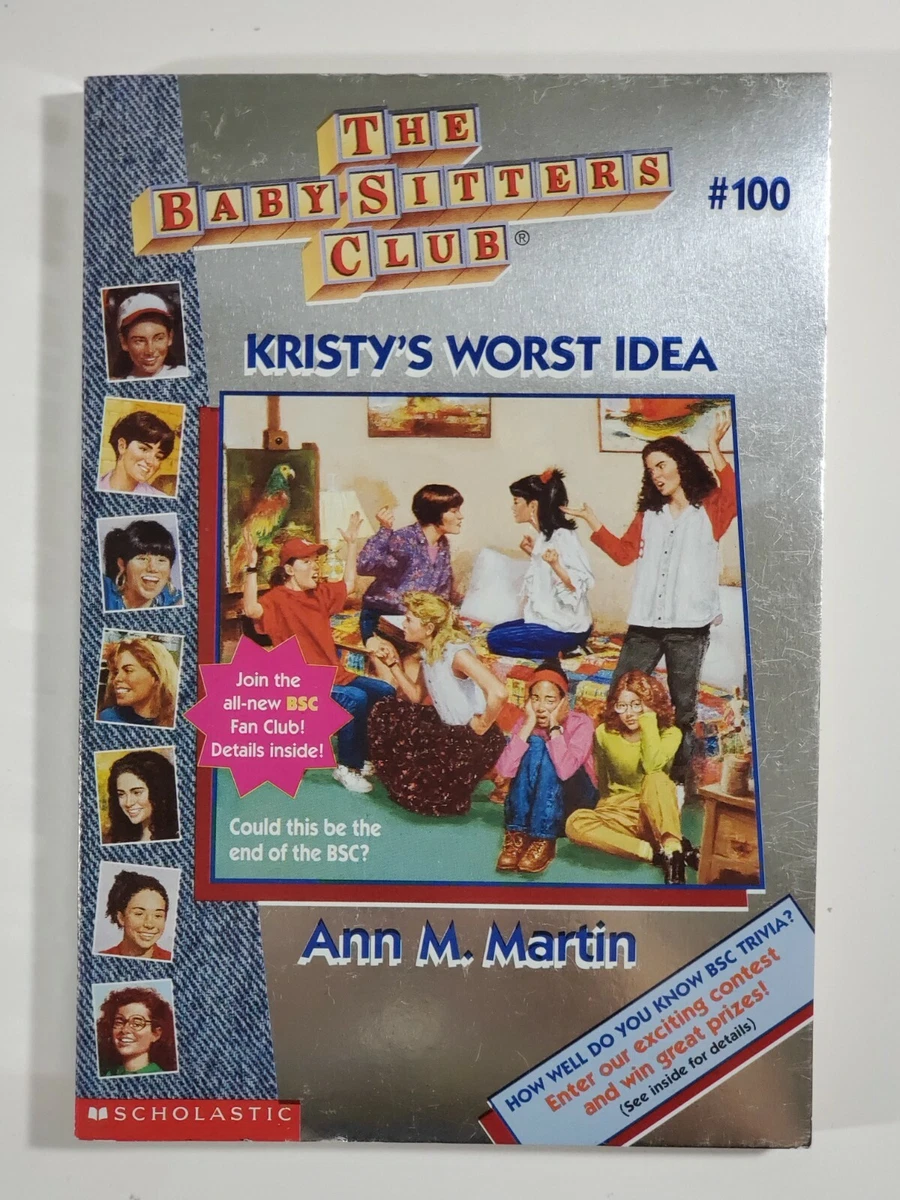 THE
BABY-SITTERS
CLUB®
#100
KRISTY'S WORST IDEA
Join the
all-new BSC
Fan Club!
Details inside!
Could this be the
end of the BSC?
Ann M. Martin
HOW WELL DO YOU KNOW BSC TRIVIA?
Enter our exciting contest
and win great prizes!
(See inside for details)
SCHOLASTIC